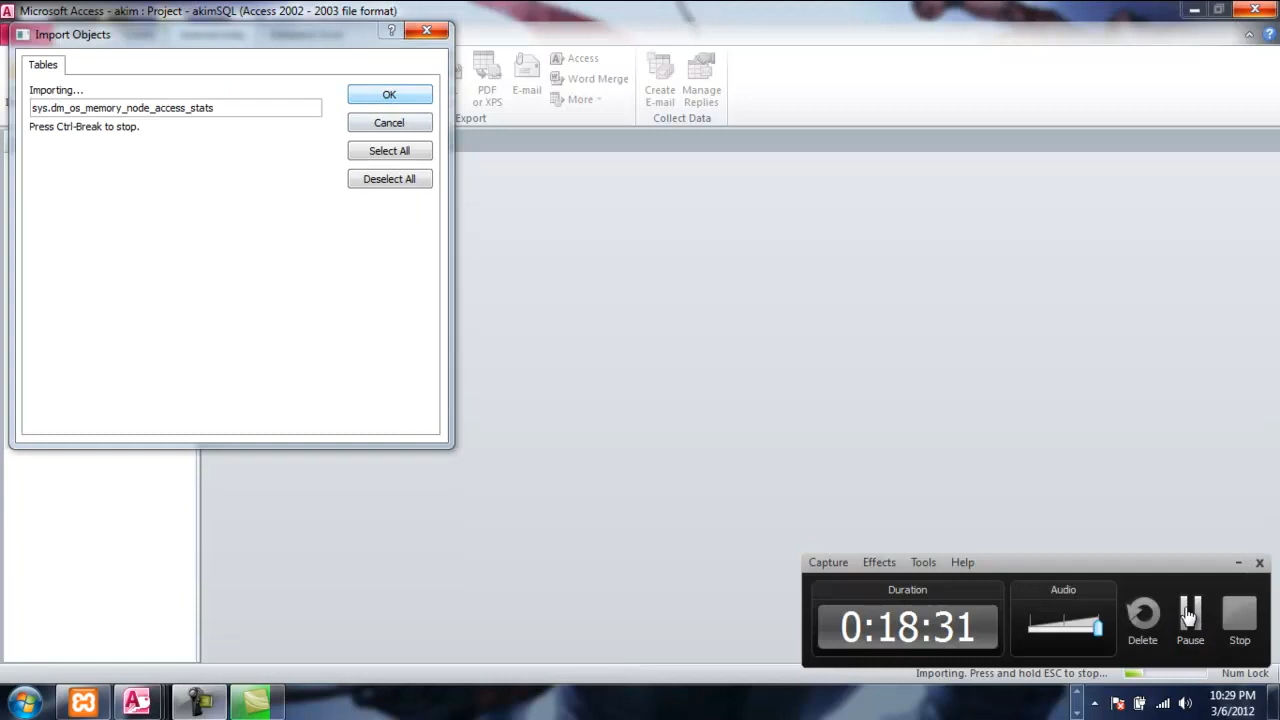 Microsoft Access - akim : Project - akimSQL (Access 2002 - 2003 file format)
Import Objects
Tables
Importing...
sys.dm_os_memory_node_access_stats
Press Ctrl-Break to stop.
OK
Cancel
Select All
Deselect All
PDF or XPS
E-mail
Access
Word Merge
More
Export
Create E-mail
Manage Replies
Collect Data
Capture Effects Tools Help
Duration
0:18:31
Audio
Delete
Pause
Stop
Importing. Press and hold ESC to stop...
Num Lock
10:29 PM
3/6/2012